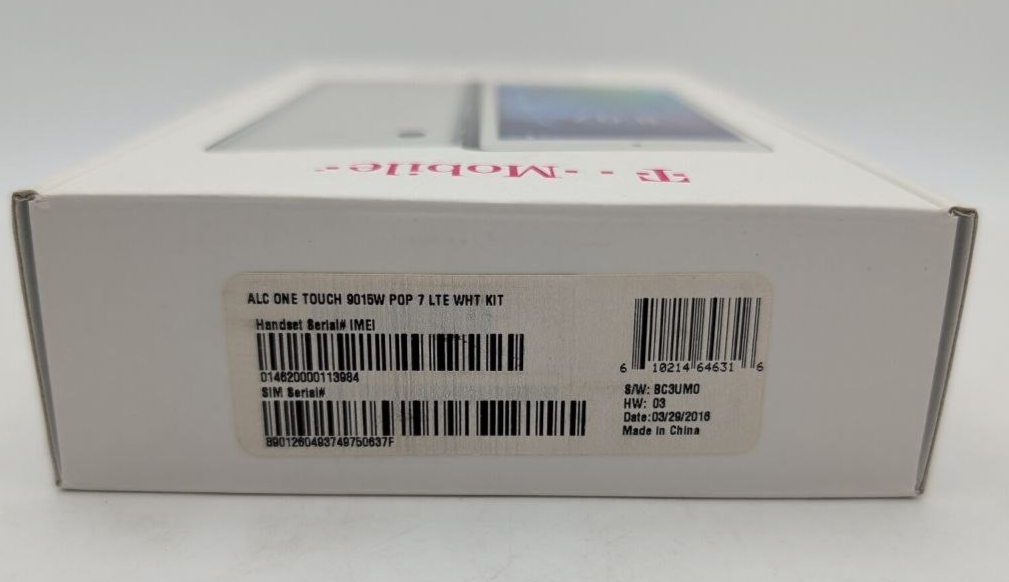 T··Mobile·
ALC ONE TOUCH 9015W POP 7 LTE WHT KIT
Handset Serial# IMEI
014620000113984
SIM Serial#
8901260493749750637F
6 10214 64631 6
S/W: 8C3UM0
HW: 03
Date:03/29/2016
Made in China